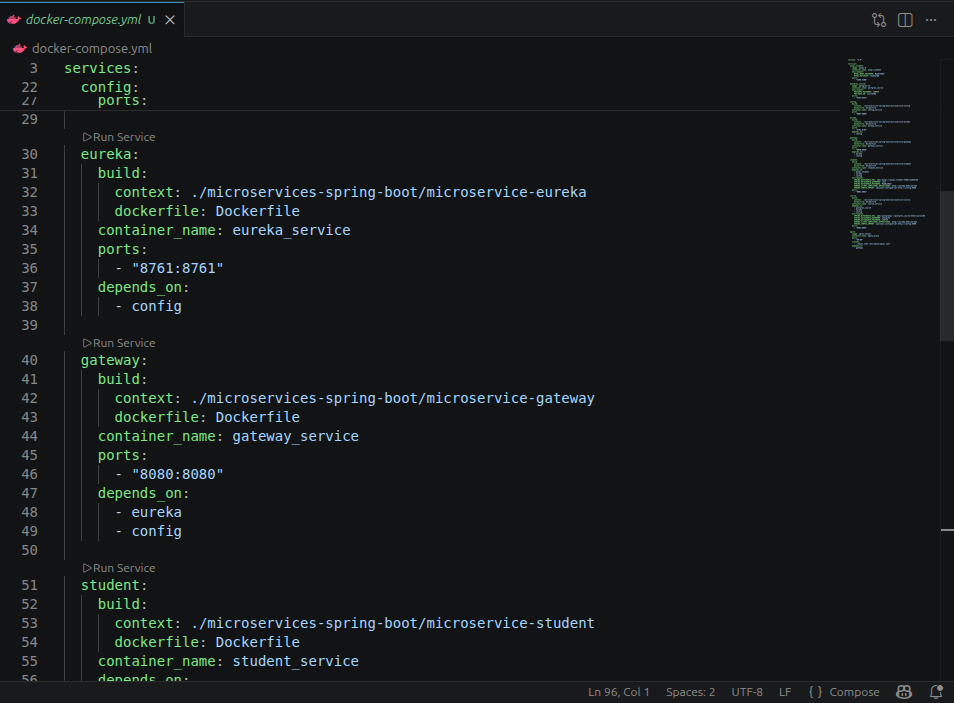 docker-compose.yml U
docker-compose.yml
3 services:
22 config:
27 ports:
29
Run Service
30 eureka:
31 build:
32 context: ./microservices-spring-boot/microservice-eureka
33 dockerfile: Dockerfile
34 container_name: eureka_service
35 ports:
36 - "8761:8761"
37 depends_on:
38 - config
39
Run Service
40 gateway:
41 build:
42 context: ./microservices-spring-boot/microservice-gateway
43 dockerfile: Dockerfile
44 container_name: gateway_service
45 ports:
46 - "8080:8080"
47 depends_on:
48 - eureka
49 - config
50
Run Service
51 student:
52 build:
53 context: ./microservices-spring-boot/microservice-student
54 dockerfile: Dockerfile
55 container_name: student_service
56 depends_on:
Ln 96, Col 1 Spaces: 2 UTF-8 LF { } Compose